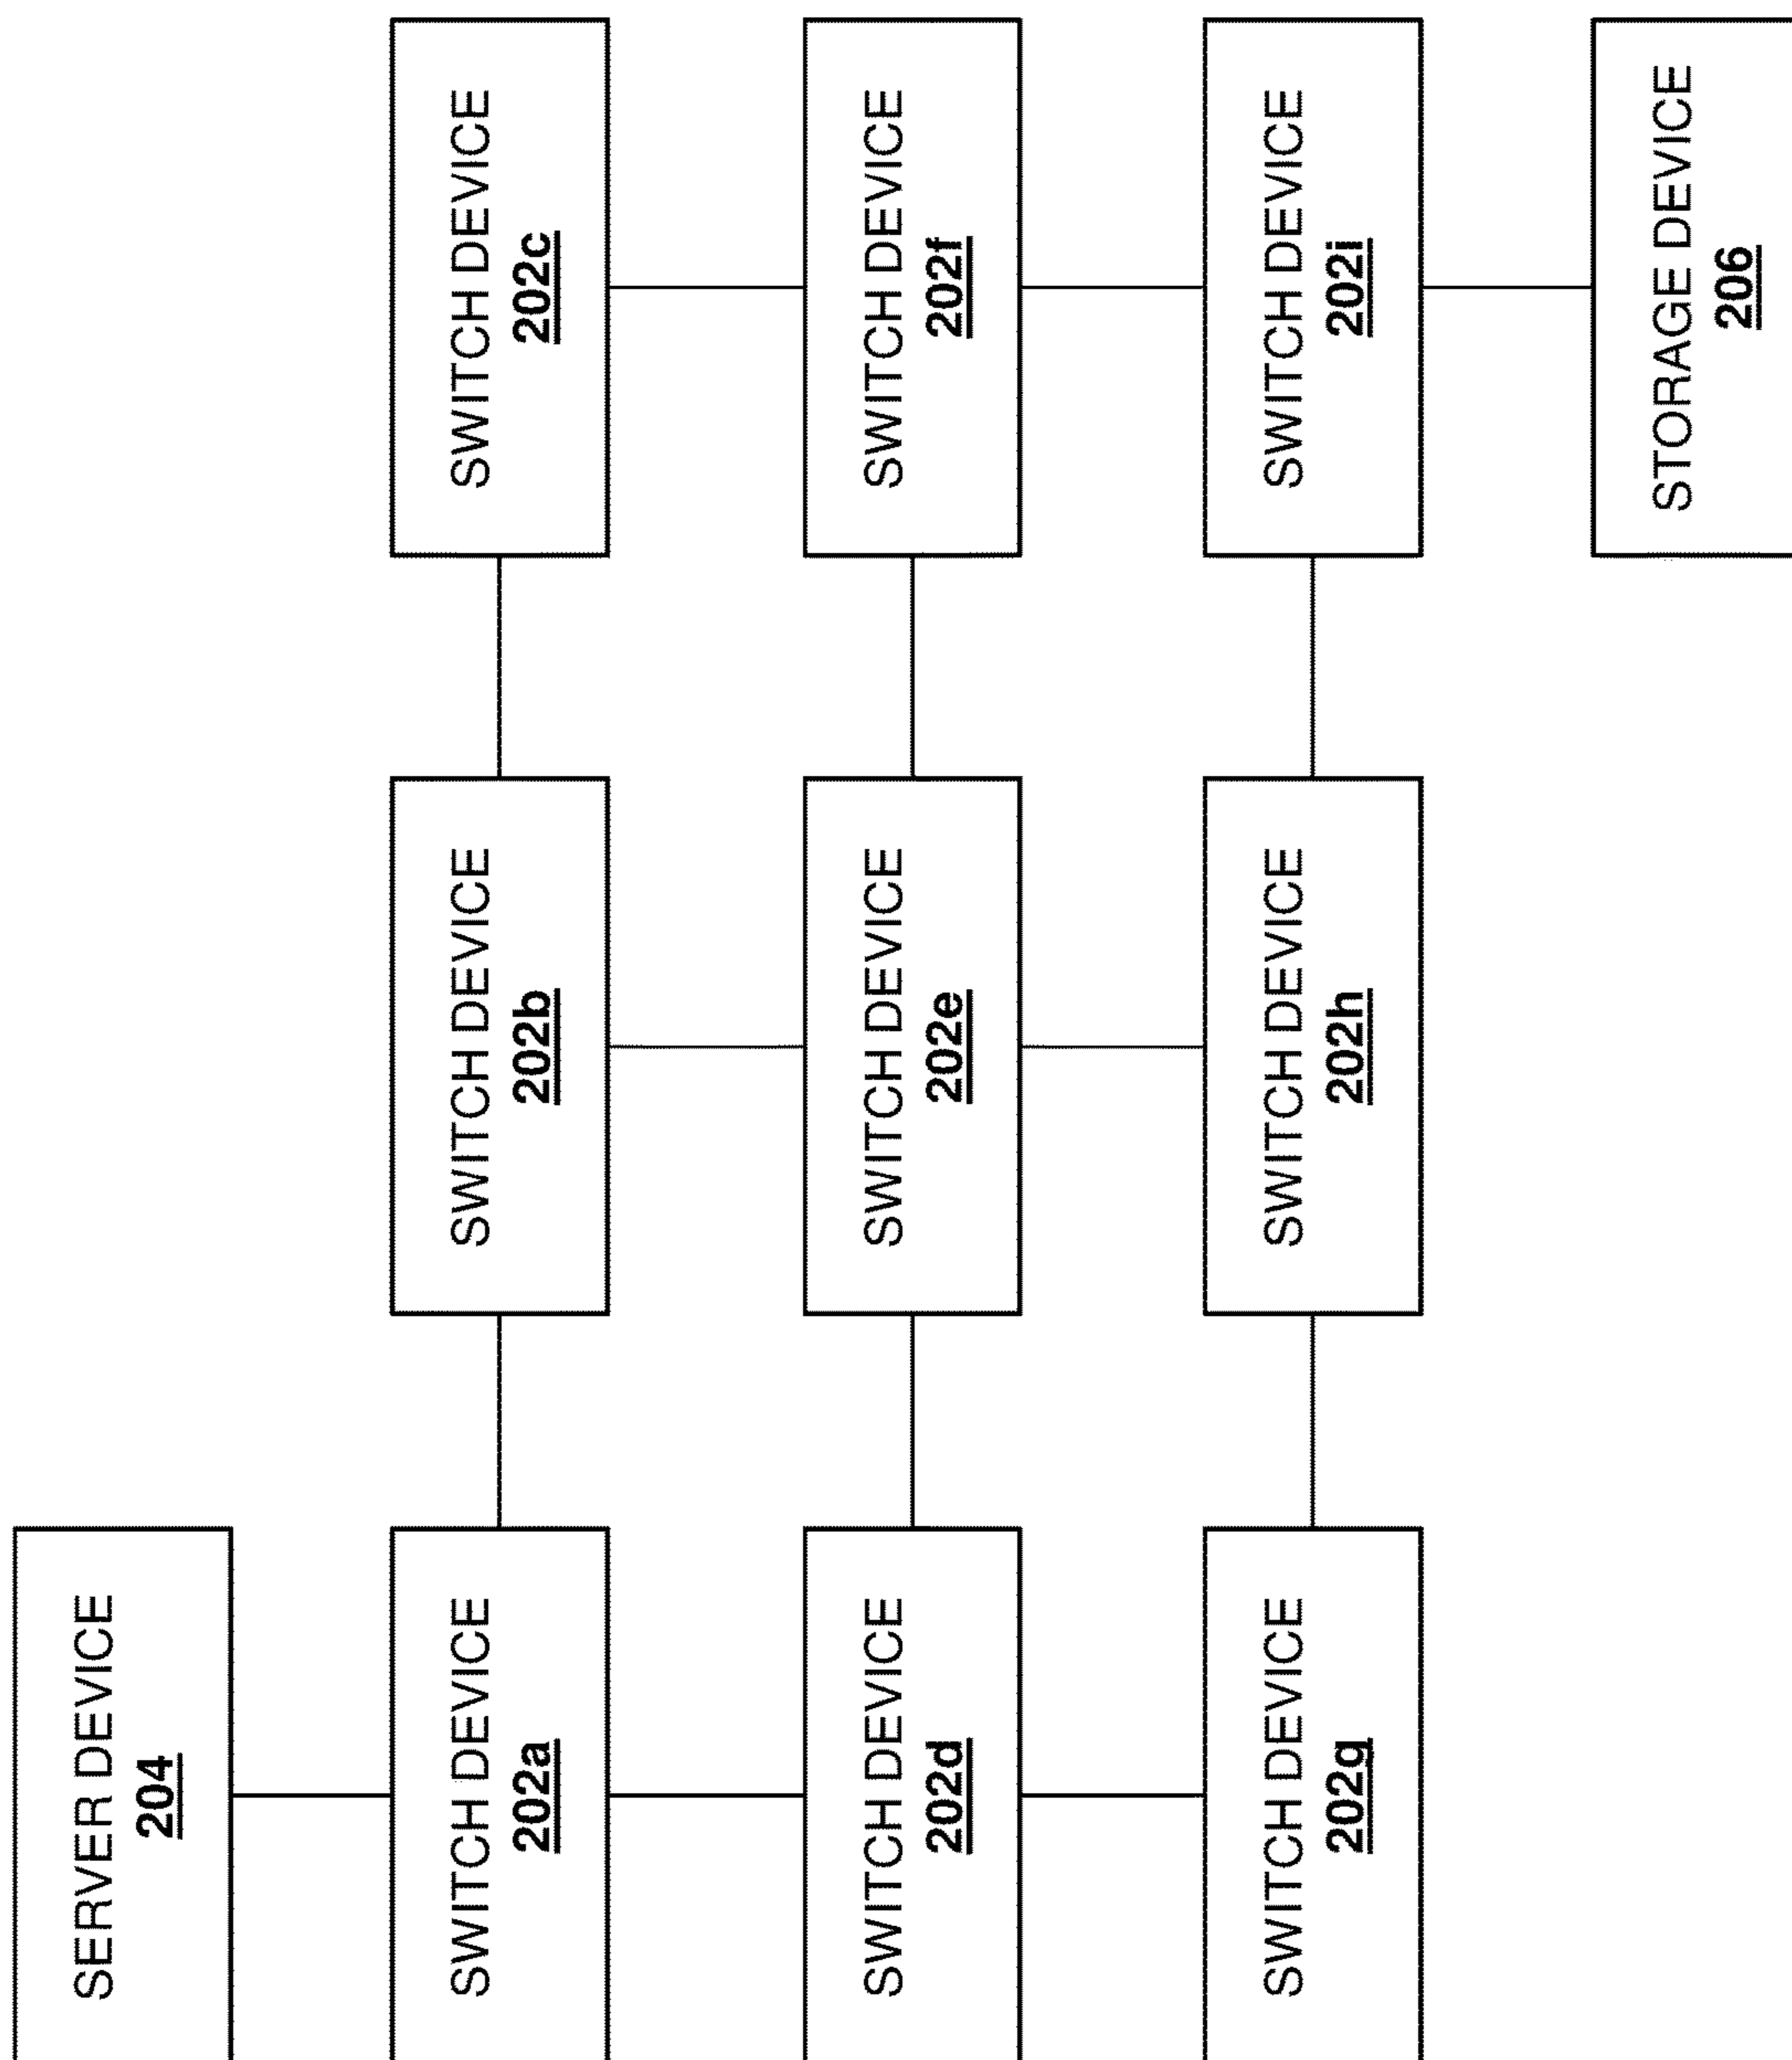 SERVER DEVICE
204
SWITCH DEVICE
202a
SWITCH DEVICE
202b
SWITCH DEVICE
202c
SWITCH DEVICE
202d
SWITCH DEVICE
202e
SWITCH DEVICE
202f
SWITCH DEVICE
202g
SWITCH DEVICE
202h
SWITCH DEVICE
202i
STORAGE DEVICE
206